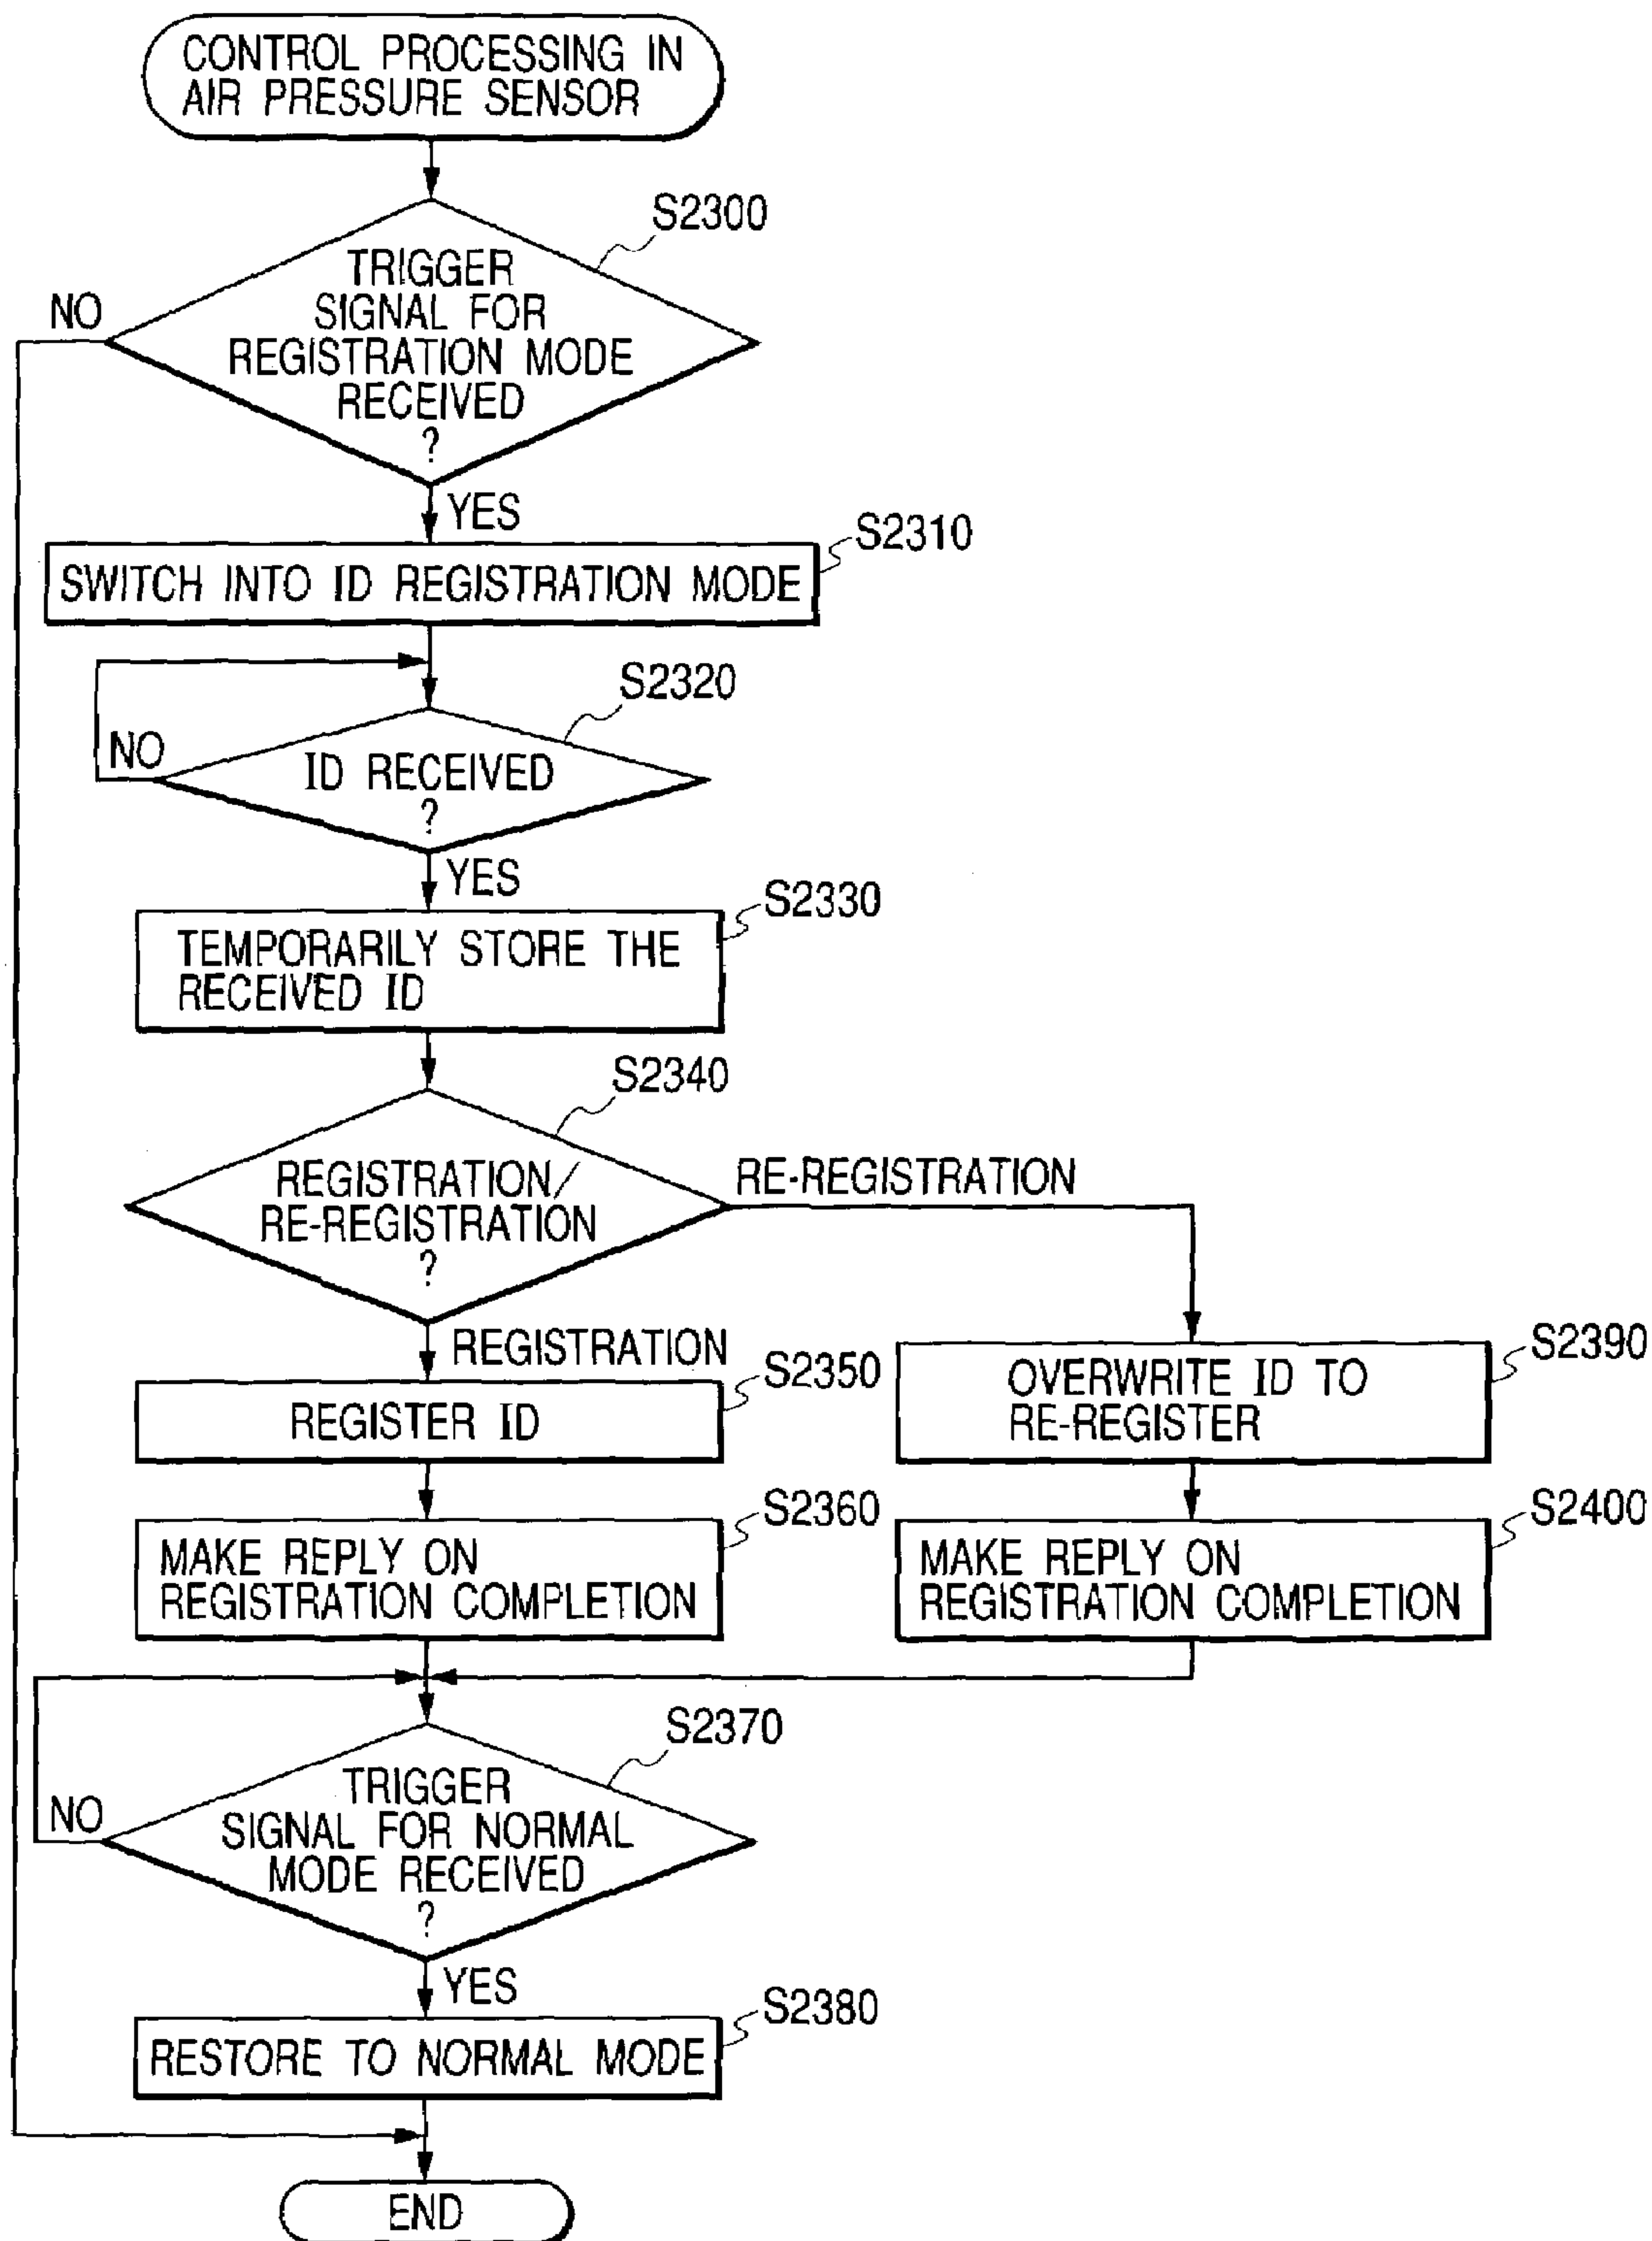 CONTROL PROCESSING IN
AIR PRESSURE SENSOR
S2300
TRIGGER
SIGNAL FOR
REGISTRATION MODE
RECEIVED
?
NO
YES
S2310
SWITCH INTO ID REGISTRATION MODE
S2320
ID RECEIVED
?
NO
YES
S2330
TEMPORARILY STORE THE
RECEIVED ID
S2340
REGISTRATION/
RE-REGISTRATION
?
RE-REGISTRATION
REGISTRATION
S2350
REGISTER ID
S2390
OVERWRITE ID TO
RE-REGISTER
S2360
MAKE REPLY ON
REGISTRATION COMPLETION
S2400
MAKE REPLY ON
REGISTRATION COMPLETION
S2370
TRIGGER
SIGNAL FOR NORMAL
MODE RECEIVED
?
NO
YES
S2380
RESTORE TO NORMAL MODE
END